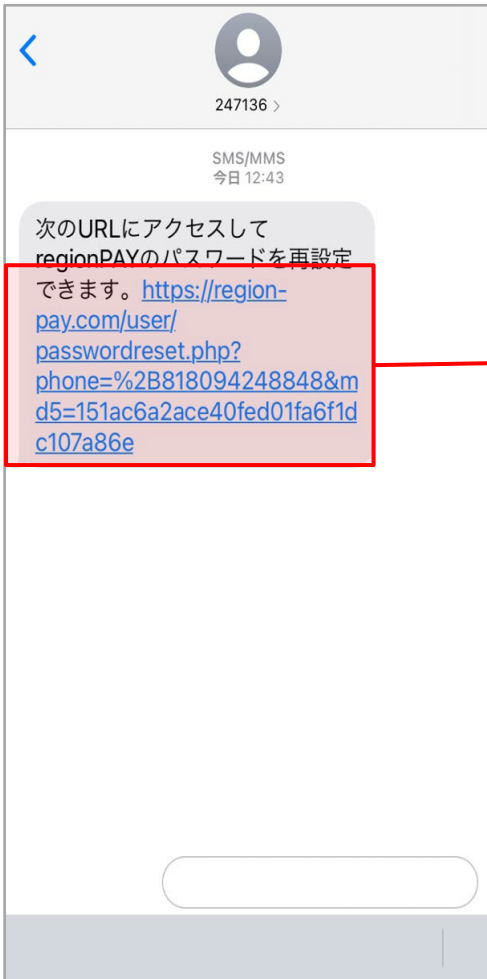 247136 >
SMS/MMS
今日 12:43
次のURLにアクセスして
regionPAYのパスワードを再設定
できます。https://region-
pay.com/user/
passwordreset.php?
phone=%2B818094248848&m
d5=151ac6a2ace40fed01fa6f1d
c107a86e